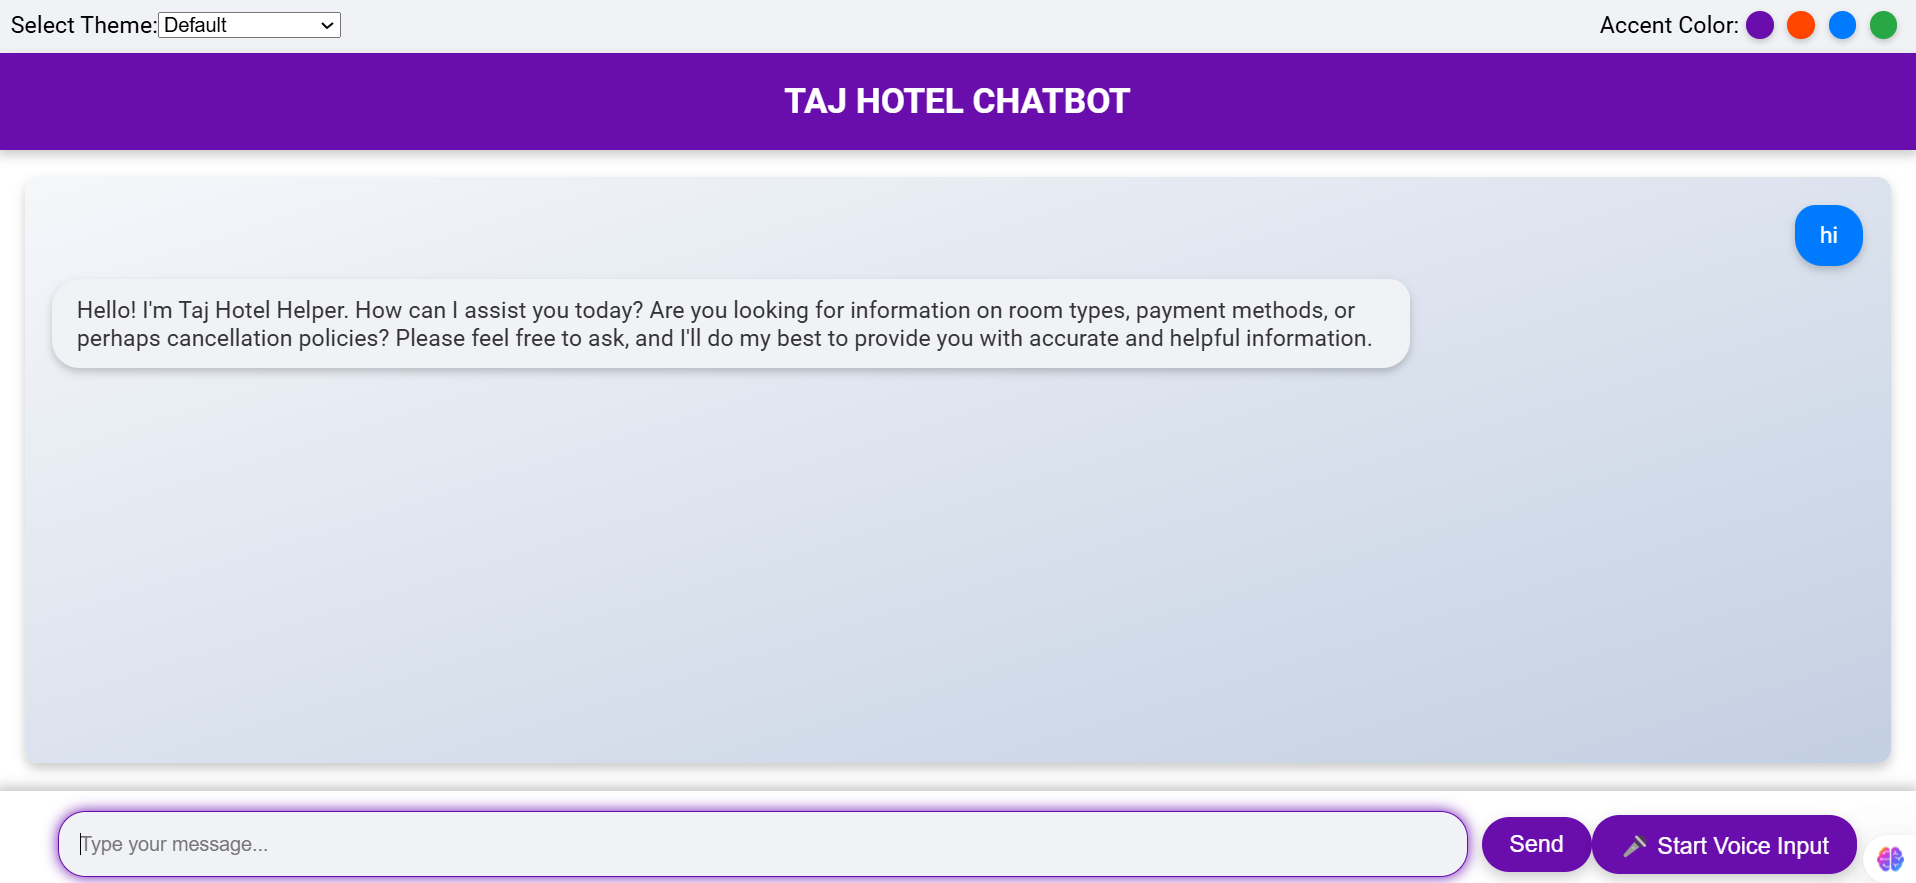 Select Theme: Default
Accent Color:
TAJ HOTEL CHATBOT
hi
Hello! I'm Taj Hotel Helper. How can I assist you today? Are you looking for information on room types, payment methods, or
perhaps cancellation policies? Please feel free to ask, and I'll do my best to provide you with accurate and helpful information.
Type your message...
Send
Start Voice Input